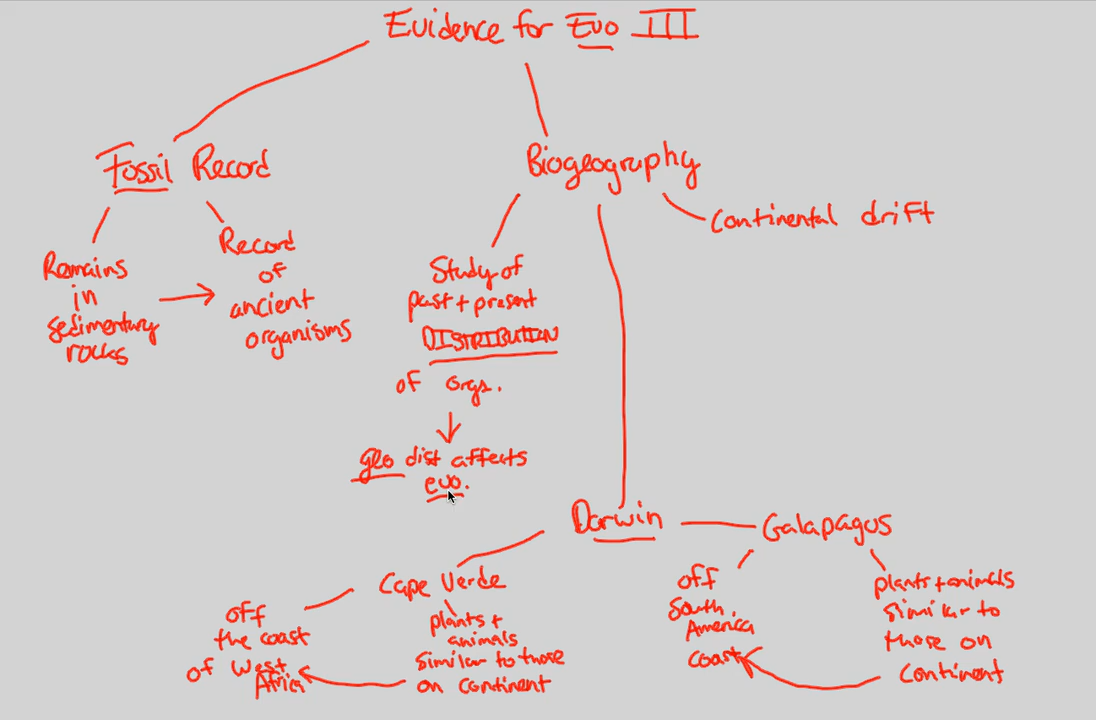 Evidence for Evo III
Fossil Record
Remains
in
sedimentary
rocks
Record
of
ancient
organisms
Biogeography
Study of
past + present
DISTRIBUTION
of orgs.
geo dist affects
evo.
Continental drift
Darwin
Cape Verde
off
the coast
of West
Africa
plants +
animals
similar to those
on continent
Galapagos
off
South
America
coast
plants + animals
similar to
those on
continent